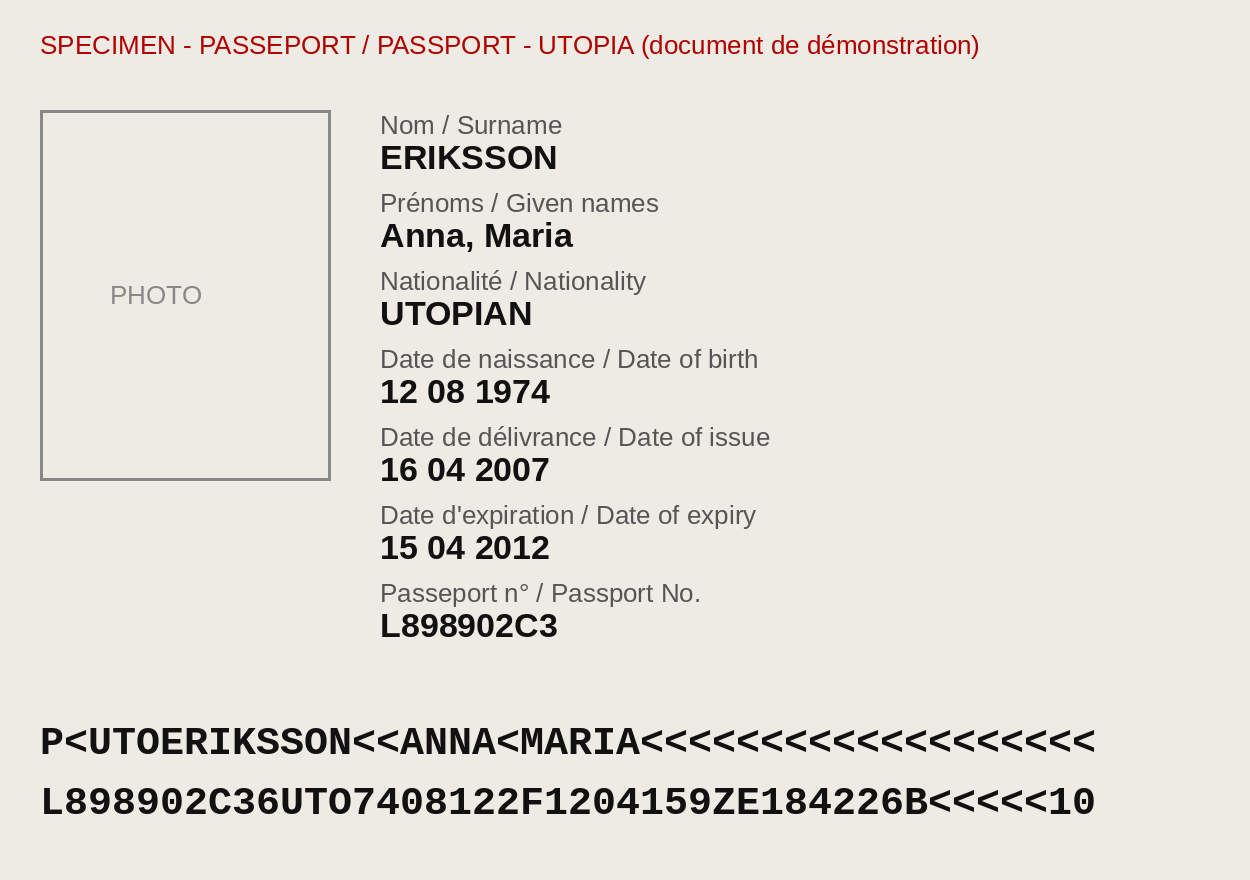 SPECIMEN - PASSEPORT / PASSPORT - UTOPIA (document de démonstration)
PHOTO
Nom / Surname
ERIKSSON
Prénoms / Given names
Anna, Maria
Nationalité / Nationality
UTOPIAN
Date de naissance / Date of birth
12 08 1974
Date de délivrance / Date of issue
16 04 2007
Date d'expiration / Date of expiry
15 04 2012
Passeport n° / Passport No.
L898902C3
P<UTOERIKSSON<<ANNA<MARIA<<<<<<<<<<<<<<<<<<<
L898902C36UTO7408122F1204159ZE184226B<<<<<10